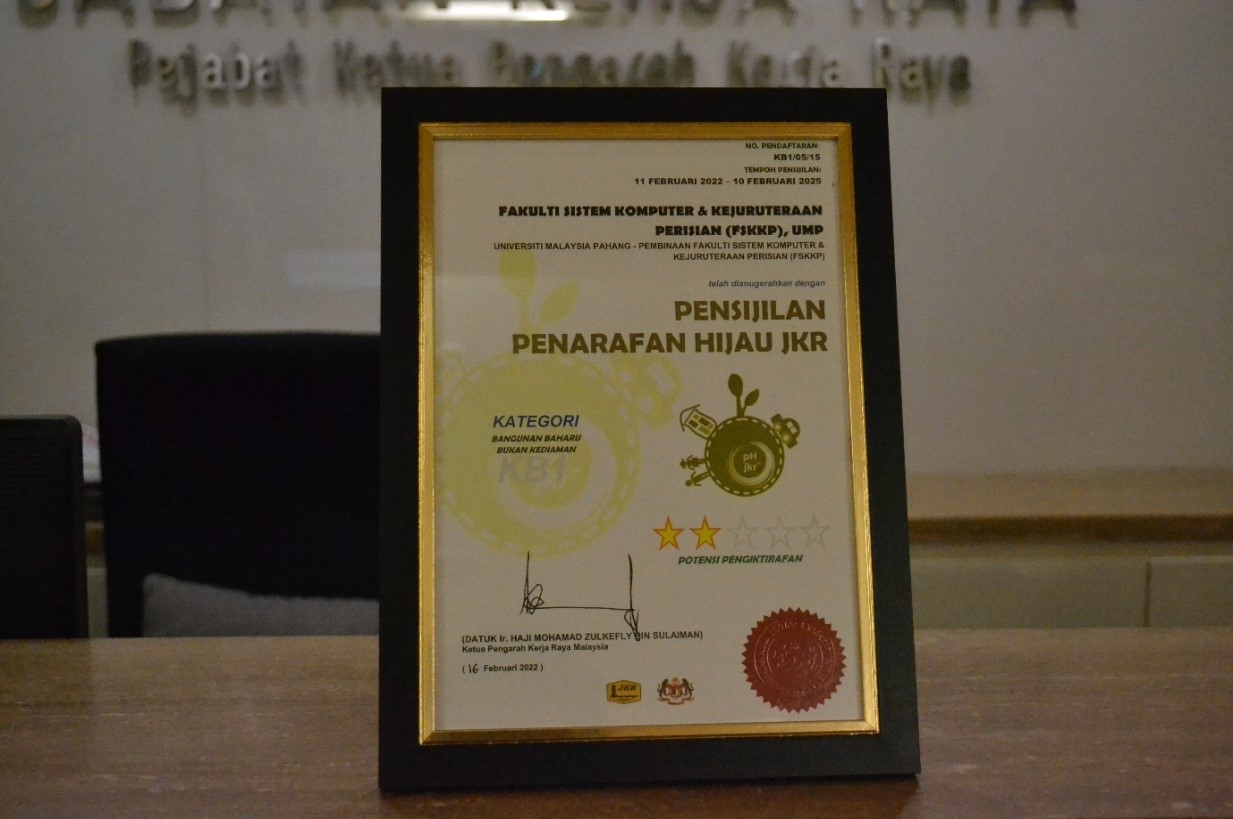 JABATAN KERJA RAYA
Pejabat Ketua Pengarah Kerja Raya
NO. PENDAFTARAN:
KB1/05/15
TEMPOH PENSIJILAN:
11 FEBRUARI 2022 – 10 FEBRUARI 2025
FAKULTI SISTEM KOMPUTER & KEJURUTERAAN
PERISIAN (FSKKP), UMP
UNIVERSITI MALAYSIA PAHANG - PEMBINAAN FAKULTI SISTEM KOMPUTER &
KEJURUTERAAN PERISIAN (FSKKP)
telah dianugerahkan dengan
PENSIJILAN
PENARAFAN HIJAU JKR
KATEGORI
BANGUNAN BAHARU
BUKAN KEDIAMAN
KB1
pH
jkr
POTENSI PENGIKTIRAFAN
(DATUK Ir. HAJI MOHAMAD ZULKEFLY BIN SULAIMAN)
Ketua Pengarah Kerja Raya Malaysia
(16 Februari 2022)
JKR